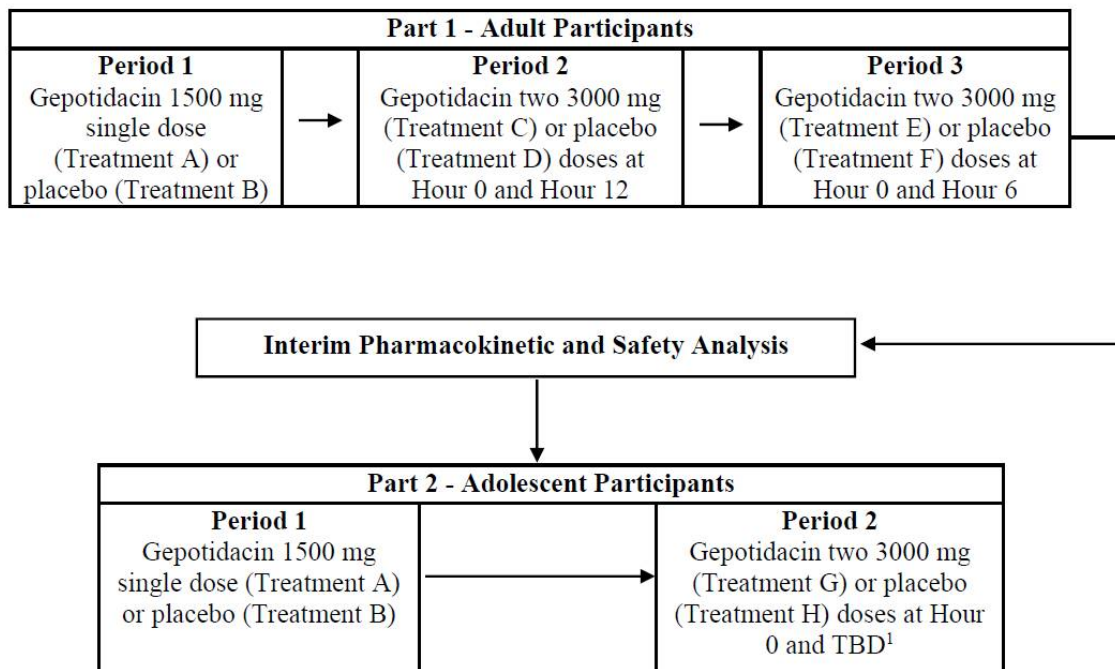 Part 1 - Adult Participants
Period 1
Gepotidacin 1500 mg
single dose
(Treatment A) or
placebo (Treatment B)
Period 2
Gepotidacin two 3000 mg
(Treatment C) or placebo
(Treatment D) doses at
Hour 0 and Hour 12
Period 3
Gepotidacin two 3000 mg
(Treatment E) or placebo
(Treatment F) doses at
Hour 0 and Hour 6
Interim Pharmacokinetic and Safety Analysis
Part 2 - Adolescent Participants
Period 1
Gepotidacin 1500 mg
single dose (Treatment A)
or placebo (Treatment B)
Period 2
Gepotidacin two 3000 mg
(Treatment G) or placebo
(Treatment H) doses at Hour
0 and TBD¹